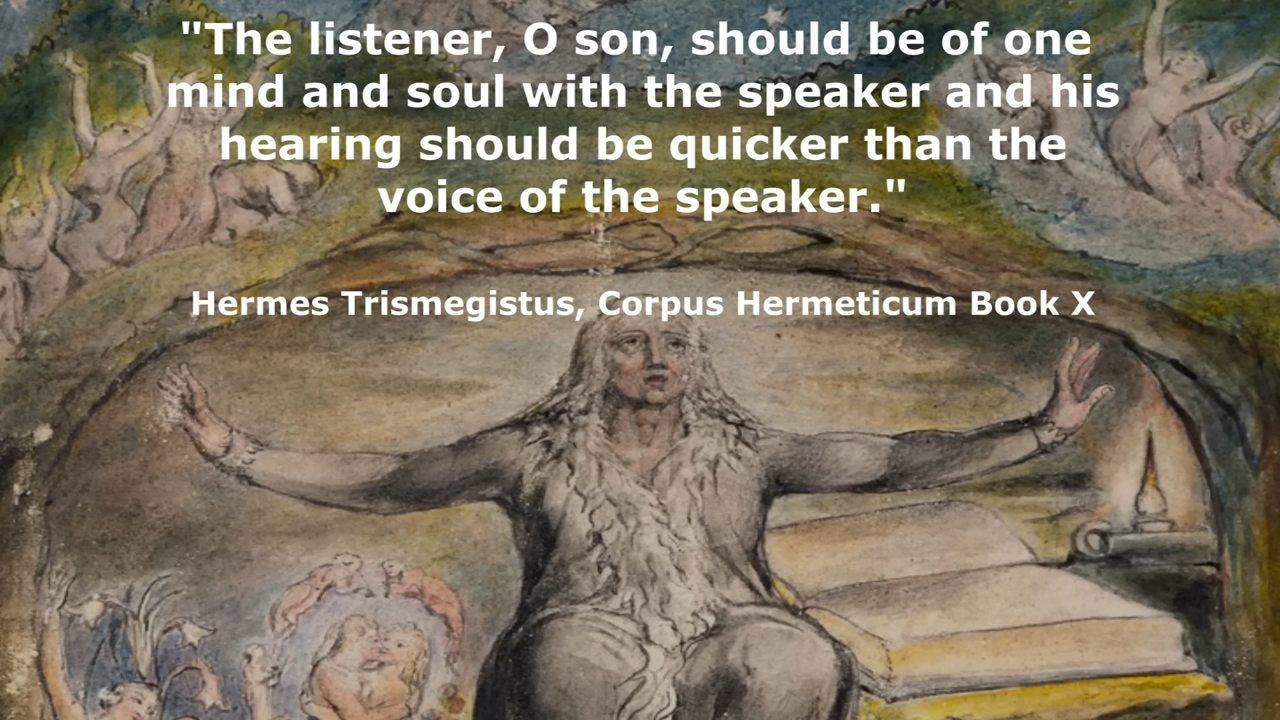 "The listener, O son, should be of one
mind and soul with the speaker and his
hearing should be quicker than the
voice of the speaker."
Hermes Trismegistus, Corpus Hermeticum Book X